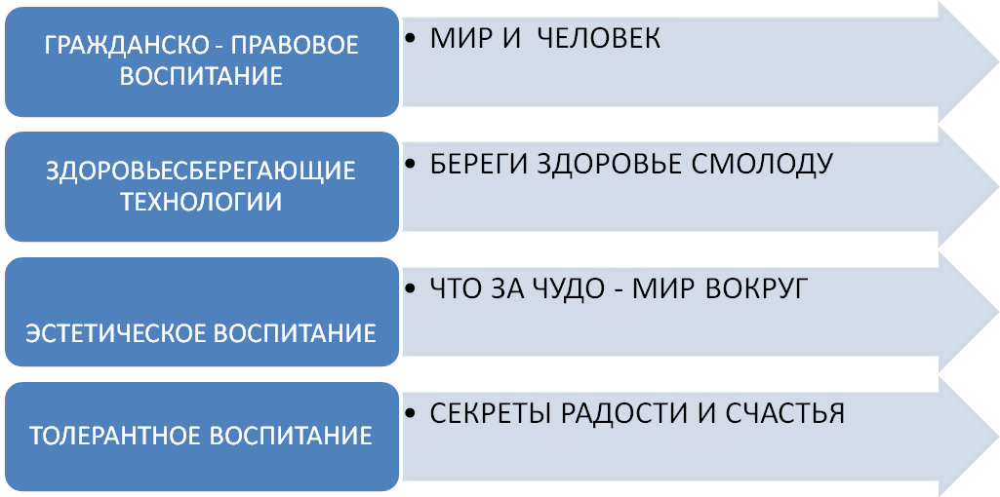 ГРАЖДАНСКО - ПРАВОВОЕ
ВОСПИТАНИЕ
• МИР И ЧЕЛОВЕК
ЗДОРОВЬЕСБЕРЕГАЮЩИЕ
ТЕХНОЛОГИИ
• БЕРЕГИ ЗДОРОВЬЕ СМОЛОДУ
ЭСТЕТИЧЕСКОЕ ВОСПИТАНИЕ
• ЧТО ЗА ЧУДО - МИР ВОКРУГ
ТОЛЕРАНТНОЕ ВОСПИТАНИЕ
• СЕКРЕТЫ РАДОСТИ И СЧАСТЬЯ